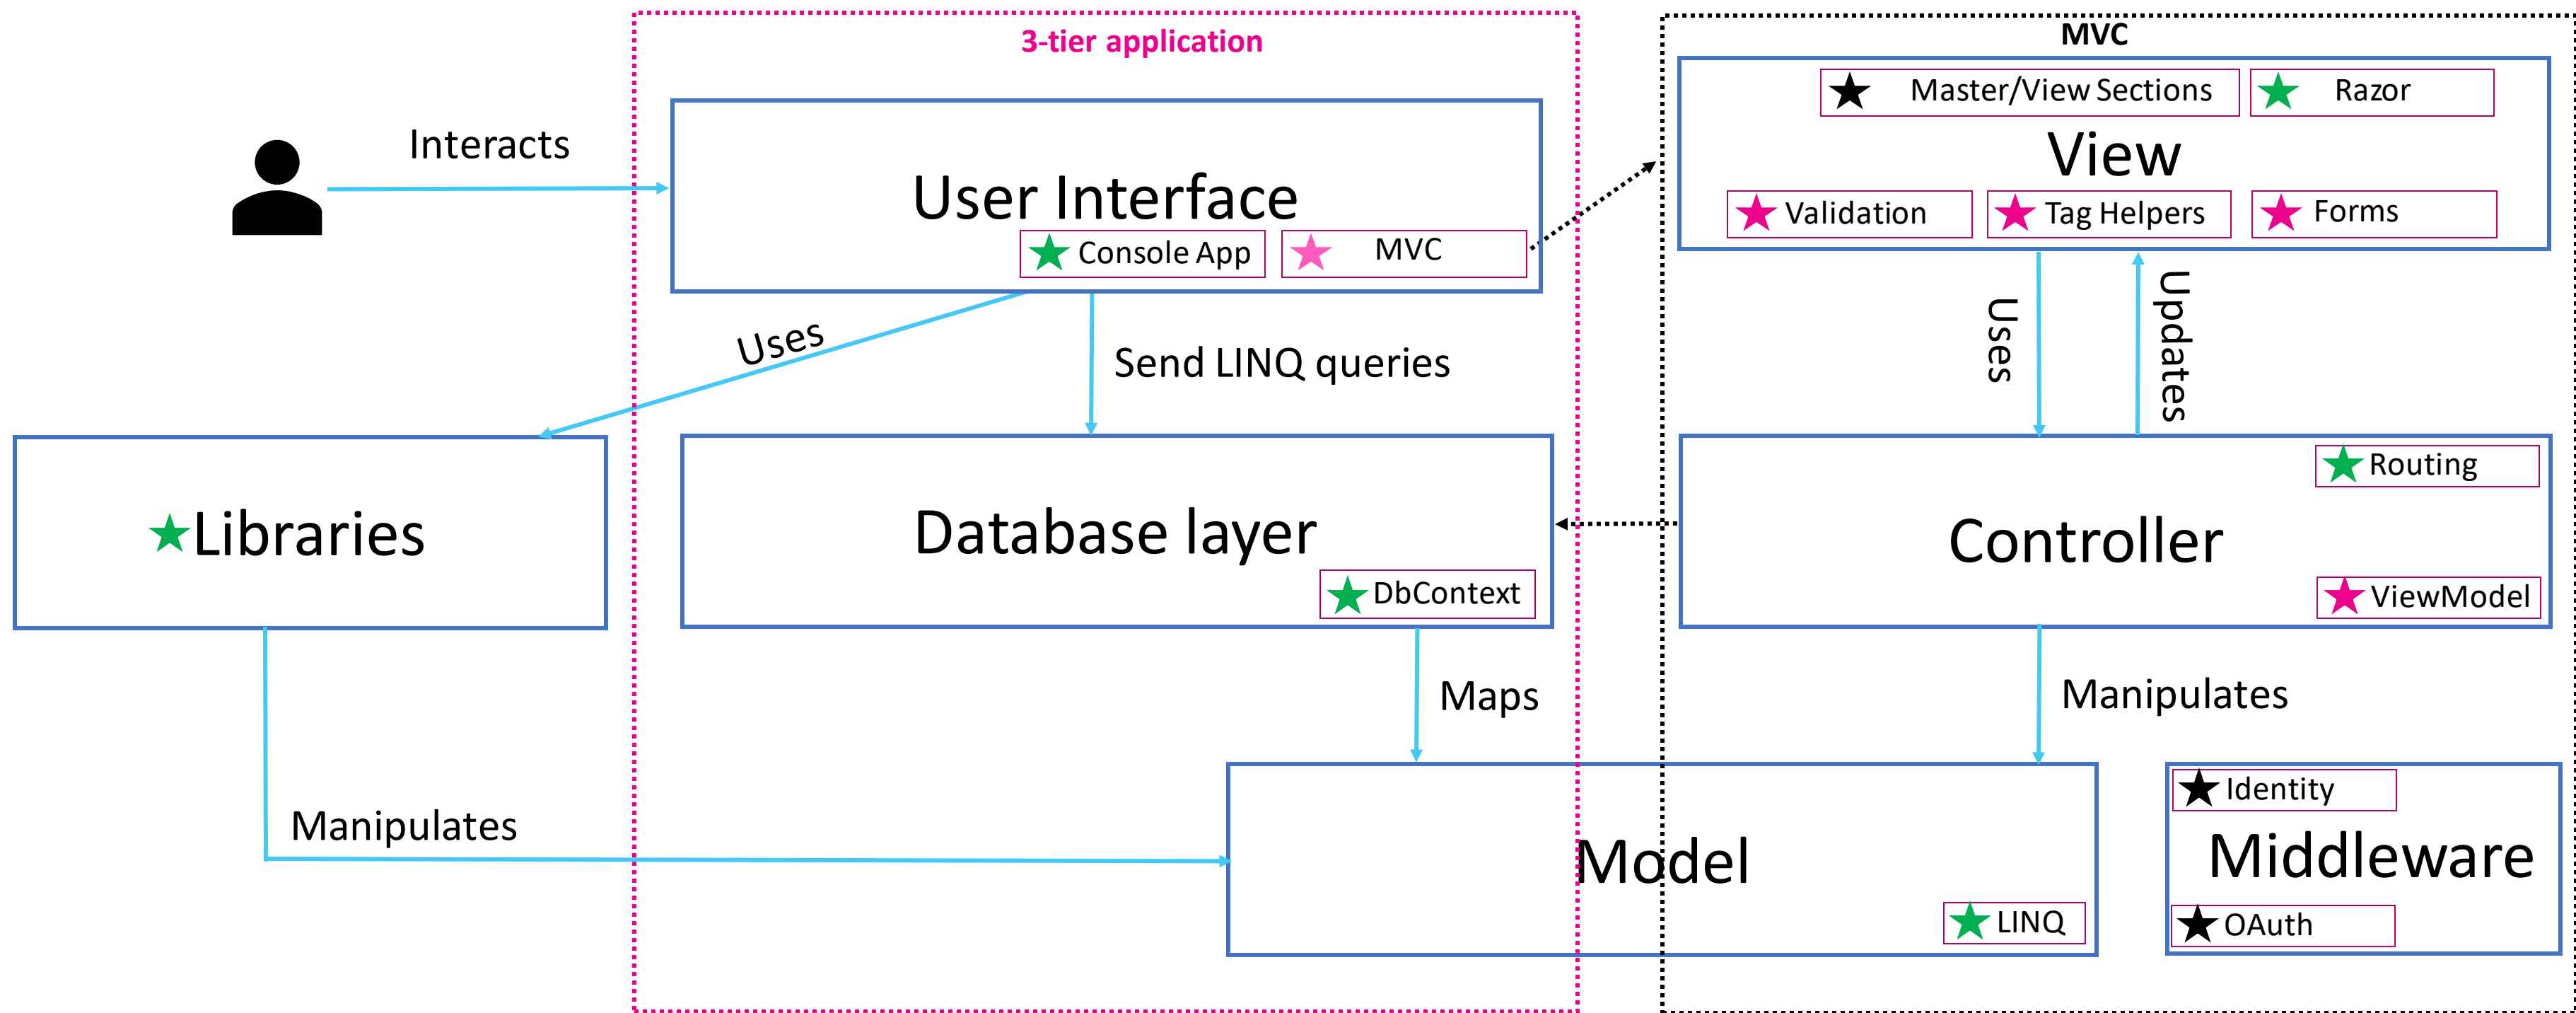 3-tier application
MVC
Master/View Sections
Razor
View
Validation
Tag Helpers
Forms
Interacts
User Interface
Console App
MVC
Uses
Send LINQ queries
Uses
Updates
Libraries
Database layer
DbContext
Routing
Controller
ViewModel
Maps
Manipulates
Manipulates
Model
LINQ
Identity
Middleware
OAuth